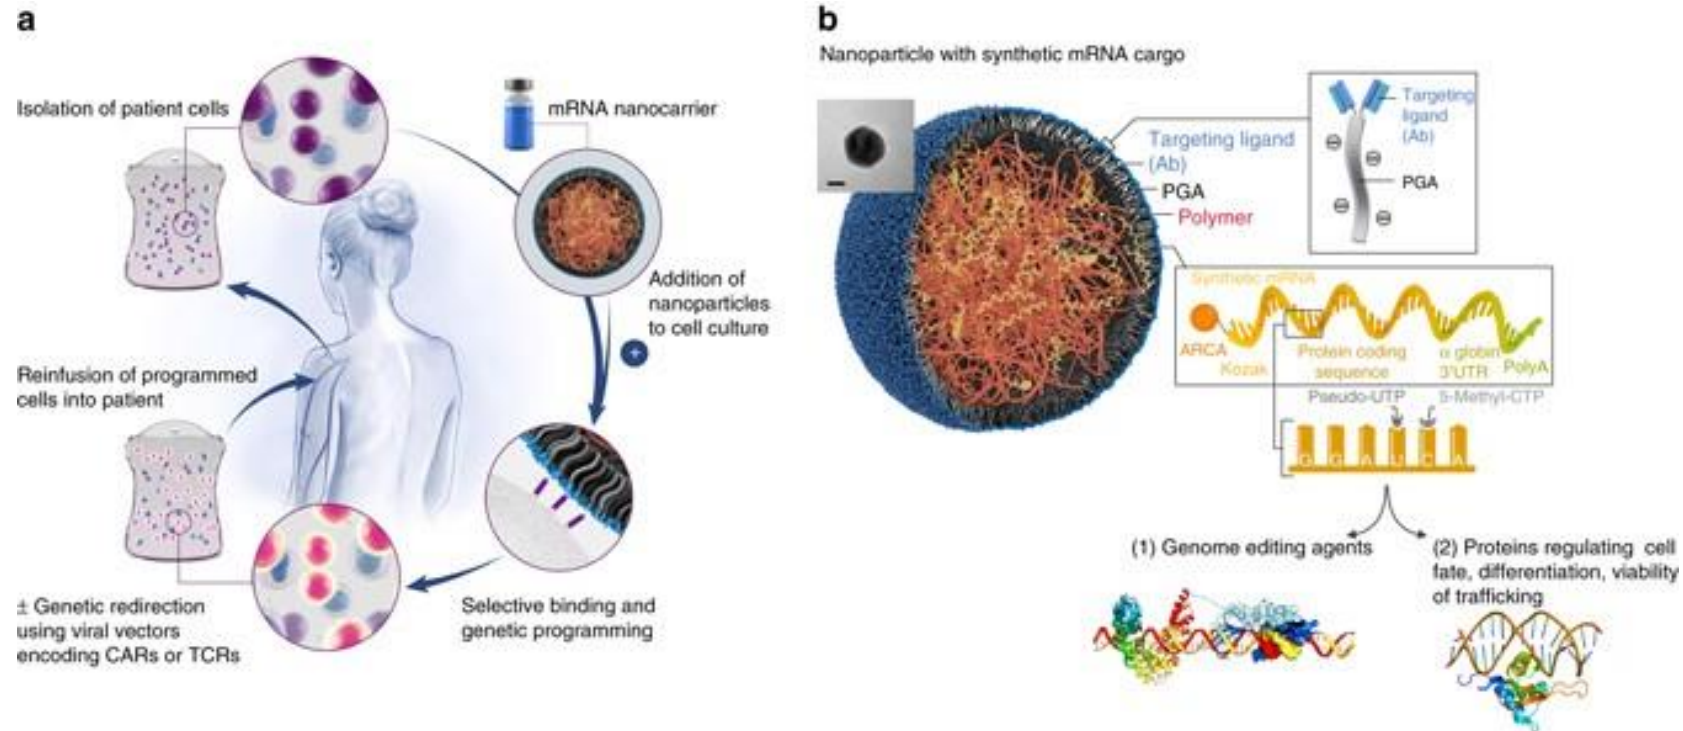 a
Isolation of patient cells
mRNA nanocarrier
Addition of
nanoparticles
to cell culture
+
Reinfusion of programmed
cells into patient
± Genetic redirection
using viral vectors
encoding CARs or TCRs
Selective binding and
genetic programming
b
Nanoparticle with synthetic mRNA cargo
Targeting ligand
(Ab)
PGA
Polymer
Targeting
ligand
(Ab)
PGA
Synthetic mRNA
ARCA
Kozak
Protein coding
sequence
α globin
3'UTR
PolyA
Pseudo-UTP
5-Methyl-CTP
G G A U C A
(1) Genome editing agents
(2) Proteins regulating cell
fate, differentiation, viability
of trafficking